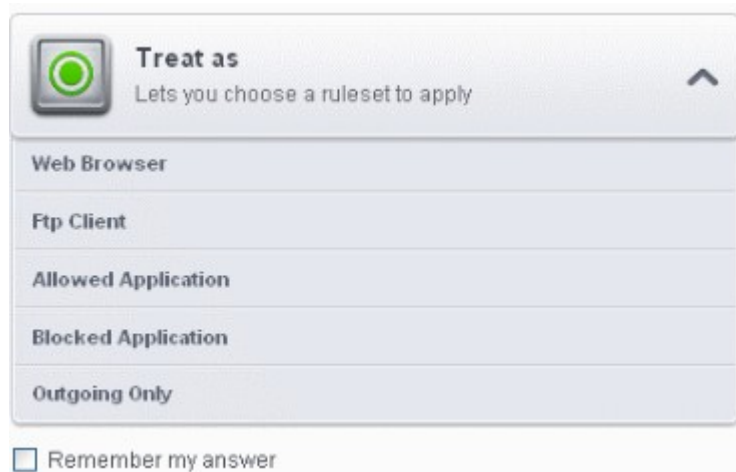 Treat as
Lets you choose a ruleset to apply
Web Browser
Ftp Client
Allowed Application
Blocked Application
Outgoing Only
Remember my answer